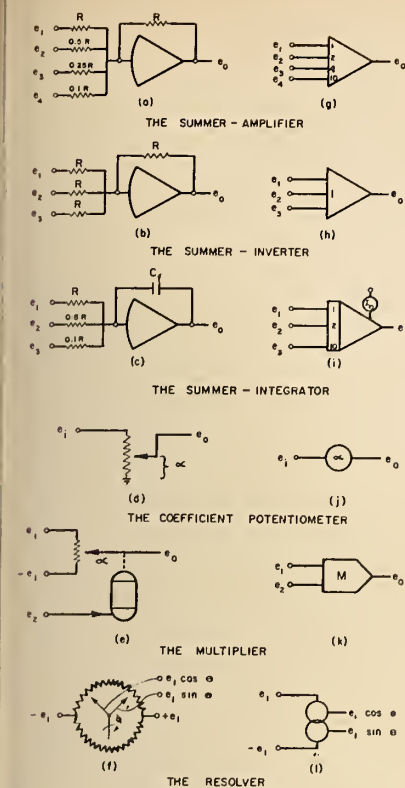 R
e₁
0.5 R
e₂
0.25R
e₃
0.1 R
e₄
R
e₀
(a)
e₁ 1
e₂ 2
e₃
e₄ 10
e₀
(g)
THE SUMMER - AMPLIFIER
R
e₁
R
e₂
R
e₃
R
e₀
(b)
e₁
e₂ 1
e₃
e₀
(h)
THE SUMMER - INVERTER
R
e₁
0.5 R
e₂
0.1 R
e₃
C_f
e₀
(c)
e₁ 1
e₂ 2
e₃ 10
e
(i)
THE SUMMER - INTEGRATOR
e_i
e₀
∝
(d)
e_i ∝ e₀
(j)
THE COEFFICIENT POTENTIOMETER
e₁
∝ e₀
-e₁
e₂
(e)
e₁
e₂
M
e₀
(k)
THE MULTIPLIER
e₁ cos ⊖
e₁ sin ⊖
-e₁
+e₁
(f)
e₁
e₁ cos ⊖
e₁ sin ⊖
-e₁
(l)
THE RESOLVER